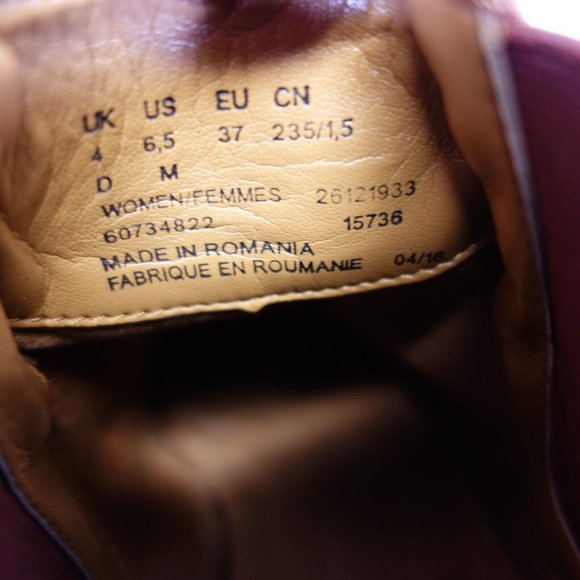 UK US EU CN
4 6,5 37 235/1,5
D M
WOMEN/FEMMES 26121933
60734822 15736
MADE IN ROMANIA
FABRIQUE EN ROUMANIE 04/16